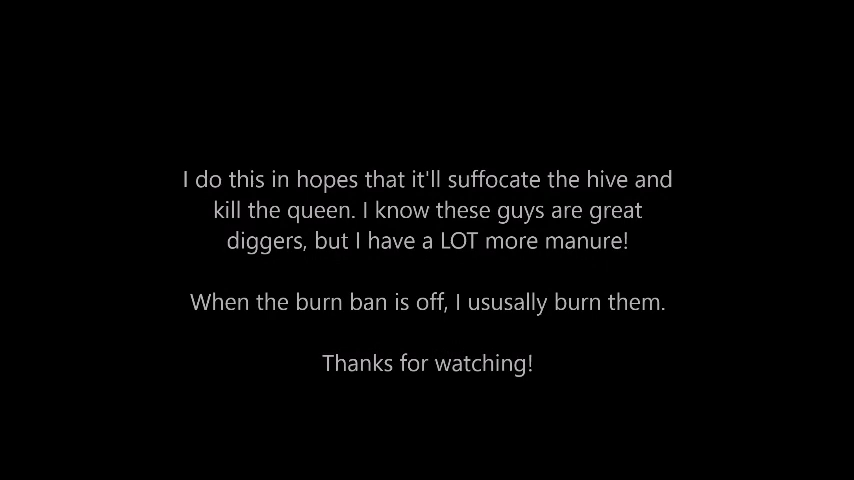 I do this in hopes that it'll suffocate the hive and
kill the queen. I know these guys are great
diggers, but I have a LOT more manure!
When the burn ban is off, I ususally burn them.
Thanks for watching!